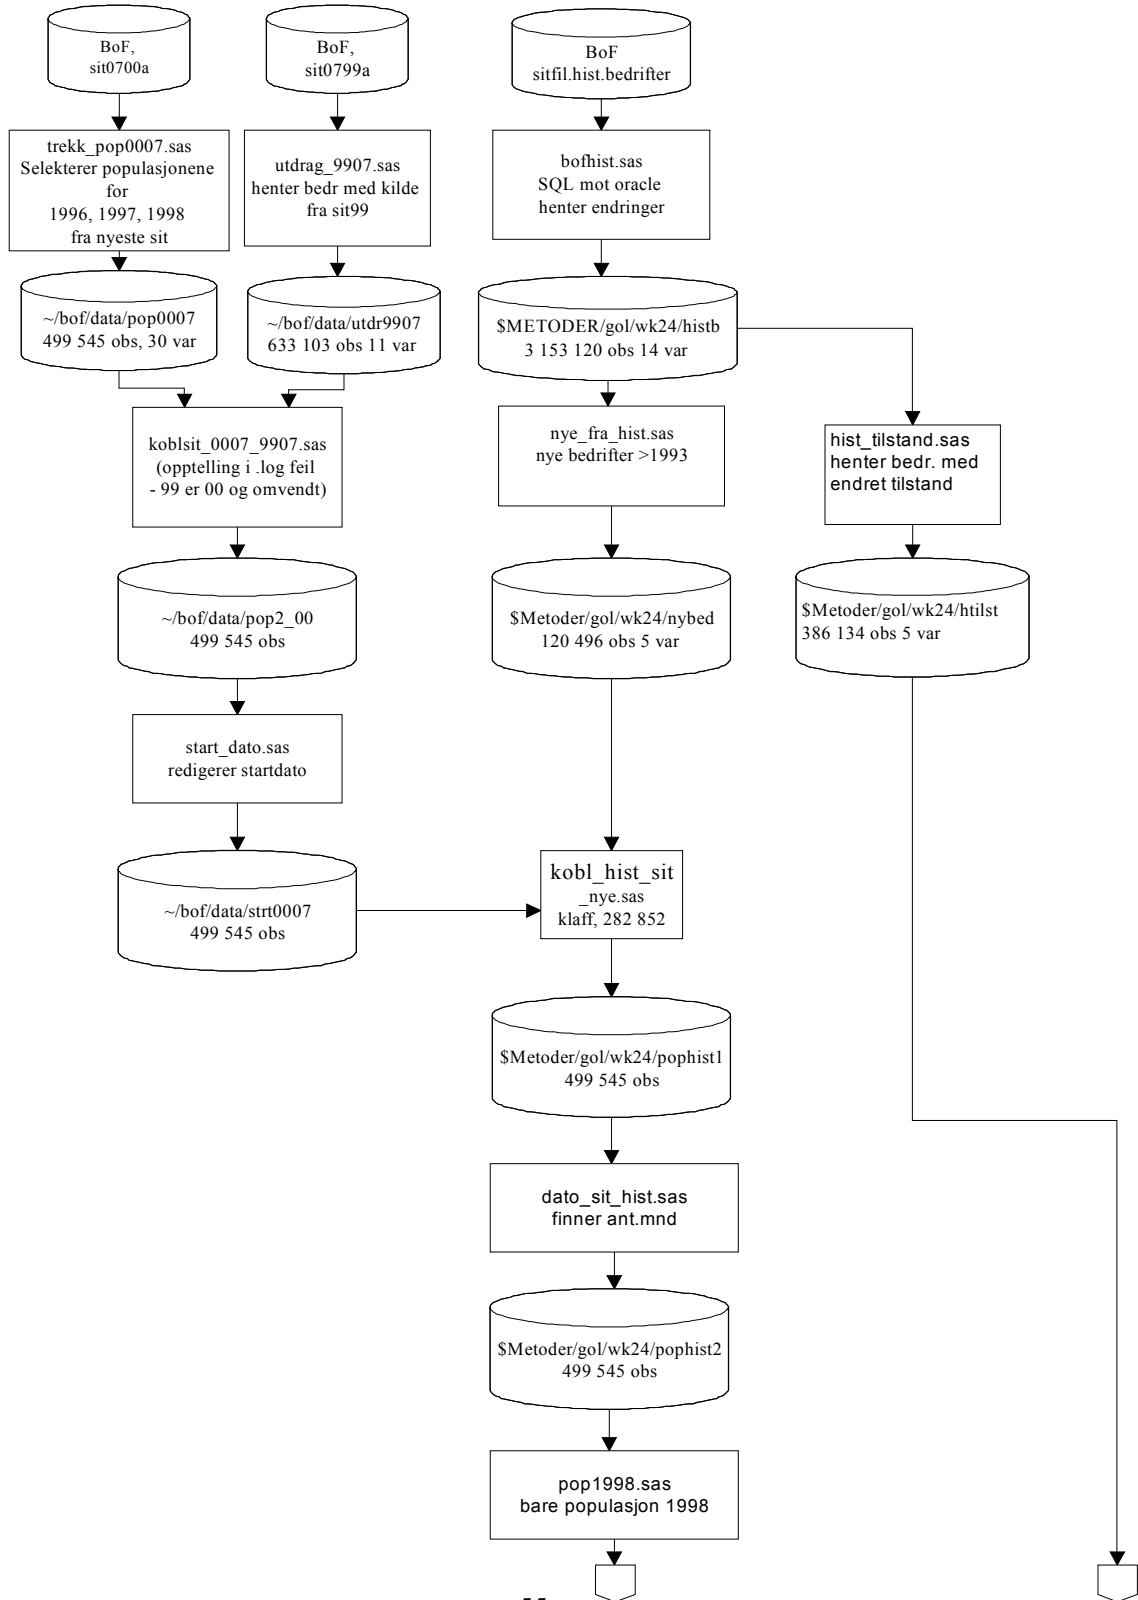 BoF,
sit0700a
BoF,
sit0799a
BoF
sitfil.hist.bedrifter
trekk_pop0007.sas
Selekterer populasjonene
for
1996, 1997, 1998
fra nyeste sit
utdrag_9907.sas
henter bedr med kilde
fra sit99
bofhist.sas
SQL mot oracle
henter endringer
~/bof/data/pop0007
499 545 obs, 30 var
~/bof/data/utdr9907
633 103 obs 11 var
$METODER/gol/wk24/histb
3 153 120 obs 14 var
koblsit_0007_9907.sas
(opptelling i .log feil
- 99 er 00 og omvendt)
nye_fra_hist.sas
nye bedrifter >1993
hist_tilstand.sas
henter bedr. med
endret tilstand
~/bof/data/pop2_00
499 545 obs
$Metoder/gol/wk24/nybed
120 496 obs 5 var
$Metoder/gol/wk24/htilst
386 134 obs 5 var
start_dato.sas
redigerer startdato
~/bof/data/strt0007
499 545 obs
kobl_hist_sit
_nye.sas
klaff, 282 852
$Metoder/gol/wk24/pophist1
499 545 obs
dato_sit_hist.sas
finner ant.mnd
$Metoder/gol/wk24/pophist2
499 545 obs
pop1998.sas
bare populasjon 1998